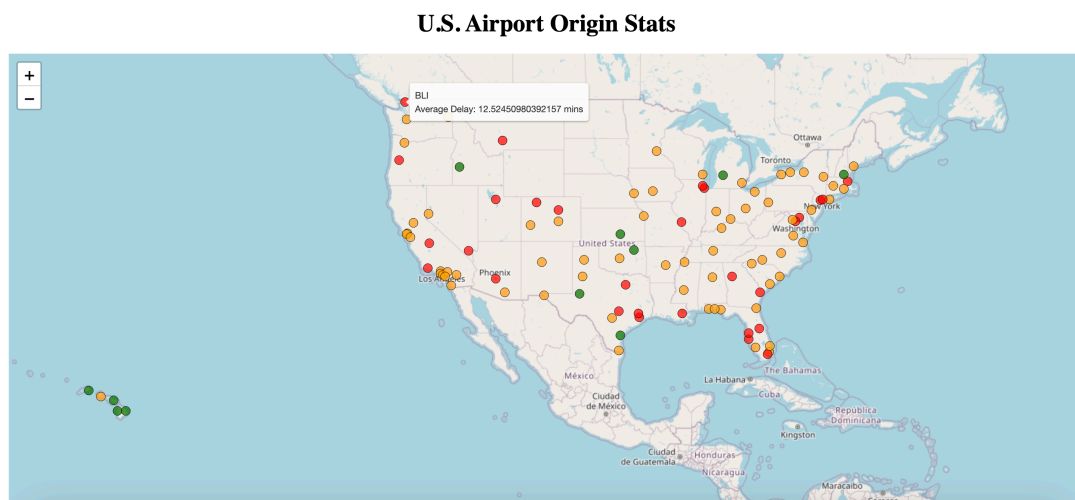 U.S. Airport Origin Stats
+
−
BLI
Average Delay: 12.52450980392157 mins
Ottawa
Toronto
New York
Washington
United States
Phoenix
Los Angeles
México
Ciudad
de México
La Habana
The Bahamas
Cuba
Republica
Dominicana
Kingston
Ciudad
de Guatemala
Honduras
Nicaragua
Maracaibo